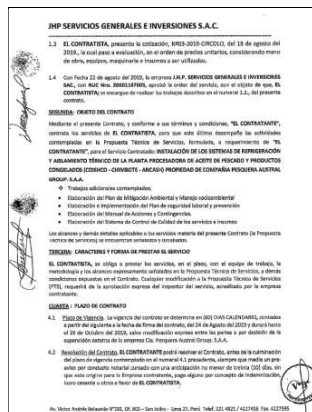 JHP SERVICIOS GENERALES E INVERSIONES S.A.C.
1.3 EL CONTRATISTA, presento la cotización, NRIS-2019-CIRCOLO, del 18 de agosto del
2019., la cual paso a evaluación, en el orden de precios unitarios, considerando mano
de obra, equipos, maquinaria e insumos a ser utilizados.
1.4 Con Fecha 22 de agosto del 2019, la empresa J.H.P. SERVICIOS GENERALES E INVERSIONES
SAC, con RUC Nro. 20601187605, aprobó la orden del servicio, con el objeto de que, EL
CONTRATISTA; se encargue de realizar los trabajos descritos en el numeral 1.2., del presente
contrato.
SEGUNDA: OBJETO DEL CONTRATO
Mediante el presente Contrato, y conforme a sus términos y condiciones, "EL CONTRATANTE",
contrata los servicios de EL CONTRATISTA, para que este último desempeñe las actividades
contempladas en la Propuesta Técnica de Servicios, formulada, a requerimiento de "EL
CONTRATANTE", para el Servicio Contratado: INSTALACIÓN DE LOS SISTEMAS DE REFRIGERACIÓN
Y AISLAMIENTO TÉRMICO DE LA PLANTA PROCESADORA DE ACEITE DE PESCADO Y PRODUCTOS
CONGELADOS (COISHCO - CHIMBOTE - ANCASH) PROPIEDAD DE COMPAÑIA PESQUERA AUSTRAL
GROUP. S.A.A.
Trabajos adicionales contemplados;
Elaboración del Plan de Mitigación Ambiental y Manejo socioambiental
Elaboración e implementación del Plan de seguridad laboral y prevención
Elaboración del Manual de Acciones y Contingencias.
Elaboración del Sistema de Control de Calidad de los servicios e insumos
Los alcances y demás detalles aplicables a los servicios materia del presente Contrato (la Propuesta
Técnica de Servicios) se encuentran señalados y detallados.
TERCERA: CARACTERES Y FORMA DE PRESTAR EL SERVICIO
EL CONTRATISTA, se obliga a prestar los servicios, en el plazo, con el equipo de trabajo, la
metodología y los alcances expresamente señalados en la Propuesta Técnica de Servicios, y demás
condiciones expuestas en el Contrato. Cualquier modificación a la Propuesta Técnica de Servicios
(PTS), requerirá de la aprobación expresa del inspector del servicio, acreditado por la empresa
contratante.
CUARTA: PLAZO DE CONTRATO
4.1 Plazo de Vigencia. La vigencia del contrato se determina en (60) DIAS CALENDARIO, contados
a partir del siguiente a la fecha de firma del contrato, del 24 de Agosto del 2019 y durará hasta
el 23 de Octubre del 2019, salvo modificación expresa entre las partes o por decisión de la
supervisión externa de la Cía. Pesquera Austral Group. S.A.A.
4.2 Resolución del Contrato. EL CONTRATANTE podrá resolver el Contrato, antes de la culminación
del plazo de vigencia contemplado en el numeral 4.1 precedente, siempre que medie un pre-
aviso por conducto notarial cursado con una anticipación no menor de treinta (10) días, sin
que esto origine para la Empresa contratante, pago alguno por concepto de indemnización,
lucro cesante u otros a favor de EL CONTRATISTA.
Av. Victor Andrés Belaunde N°181, Of. 802 – San Isidro - Lima 27, Perú